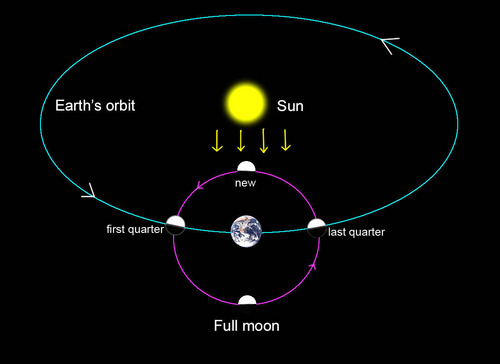 Earth's orbit
Sun
new
first quarter
last quarter
Full moon